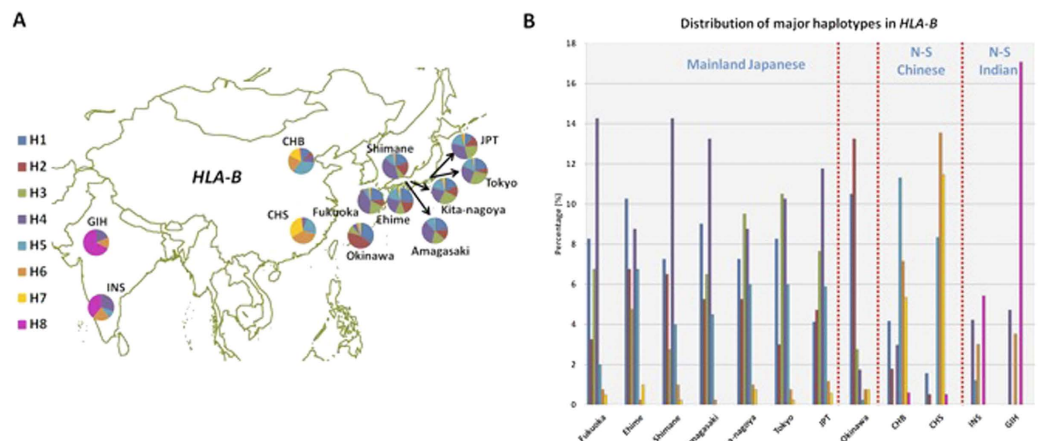 A
H1
H2
H3
H4
H5
H6
H7
H8
HLA-B
CHB
Shimane
JPT
Tokyo
Kita-nagoya
CHS
Fukuoka
Ehime
Okinawa
Amagasaki
GIH
INS
B
Distribution of major haplotypes in HLA-B
Percentage [%]
18
16
14
12
10
8
6
4
2
0
Mainland Japanese
N-S
Chinese
N-S
Indian
Fukuoka
Ehime
Shimane
magasaki
a-nagoya
Tokyo
JPT
Okinawa
CHB
CHS
INS
GIH